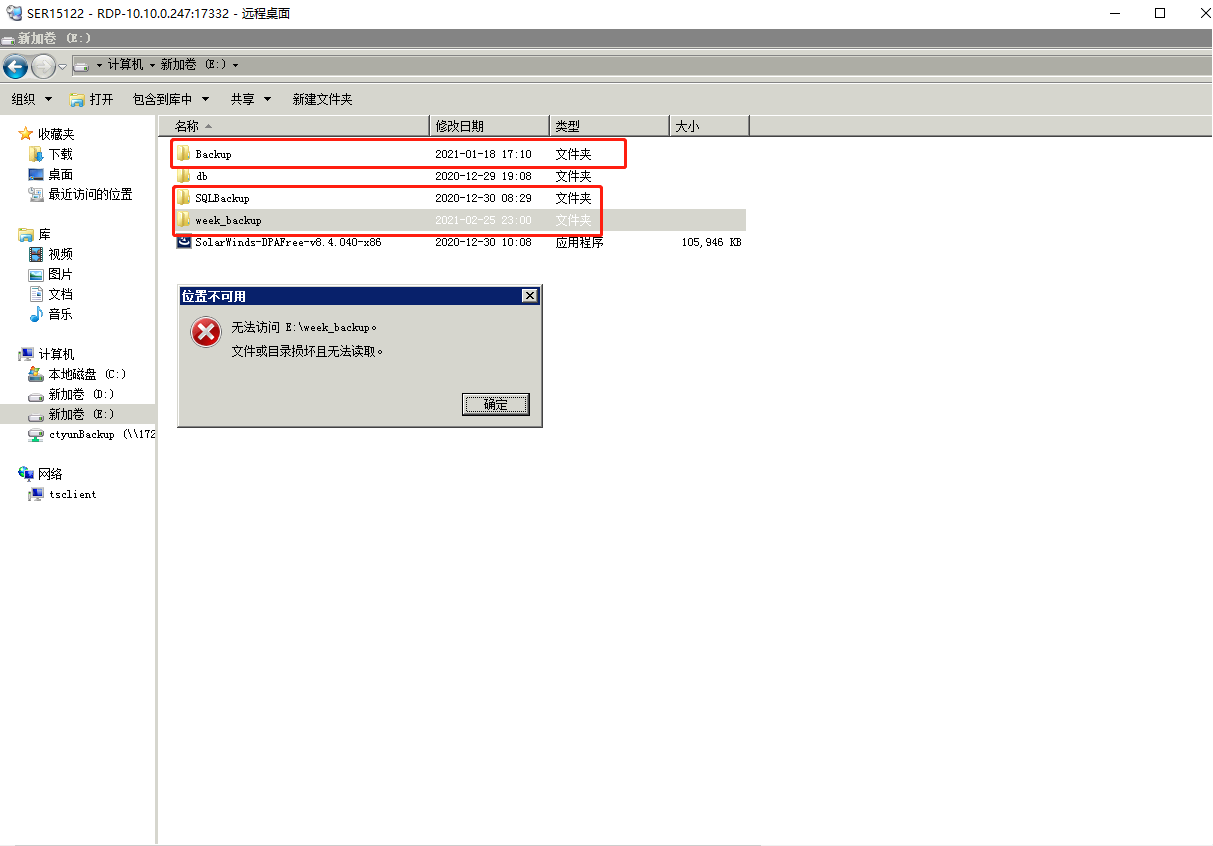 SER15122 - RDP-10.10.0.247:17332 - 远程桌面
新加卷 (E:)
计算机 新加卷 (E:)
组织 打开 包含到库中 共享 新建文件夹
收藏夹
下载
桌面
最近访问的位置
库
视频
图片
文档
音乐
计算机
本地磁盘 (C:)
新加卷 (D:)
新加卷 (E:)
ctyunBackup (\\172
网络
tsclient
名称 修改日期 类型 大小
Backup 2021-01-18 17:10 文件夹
db 2020-12-29 19:08 文件夹
SQLBackup 2020-12-30 08:29 文件夹
week_backup 2021-02-25 23:00 文件夹
SolarWinds-DPAFree-v8.4.040-x86 2020-12-30 10:08 应用程序 105,946 KB
位置不可用
无法访问 E:\week_backup。
文件或目录损坏且无法读取。
确定